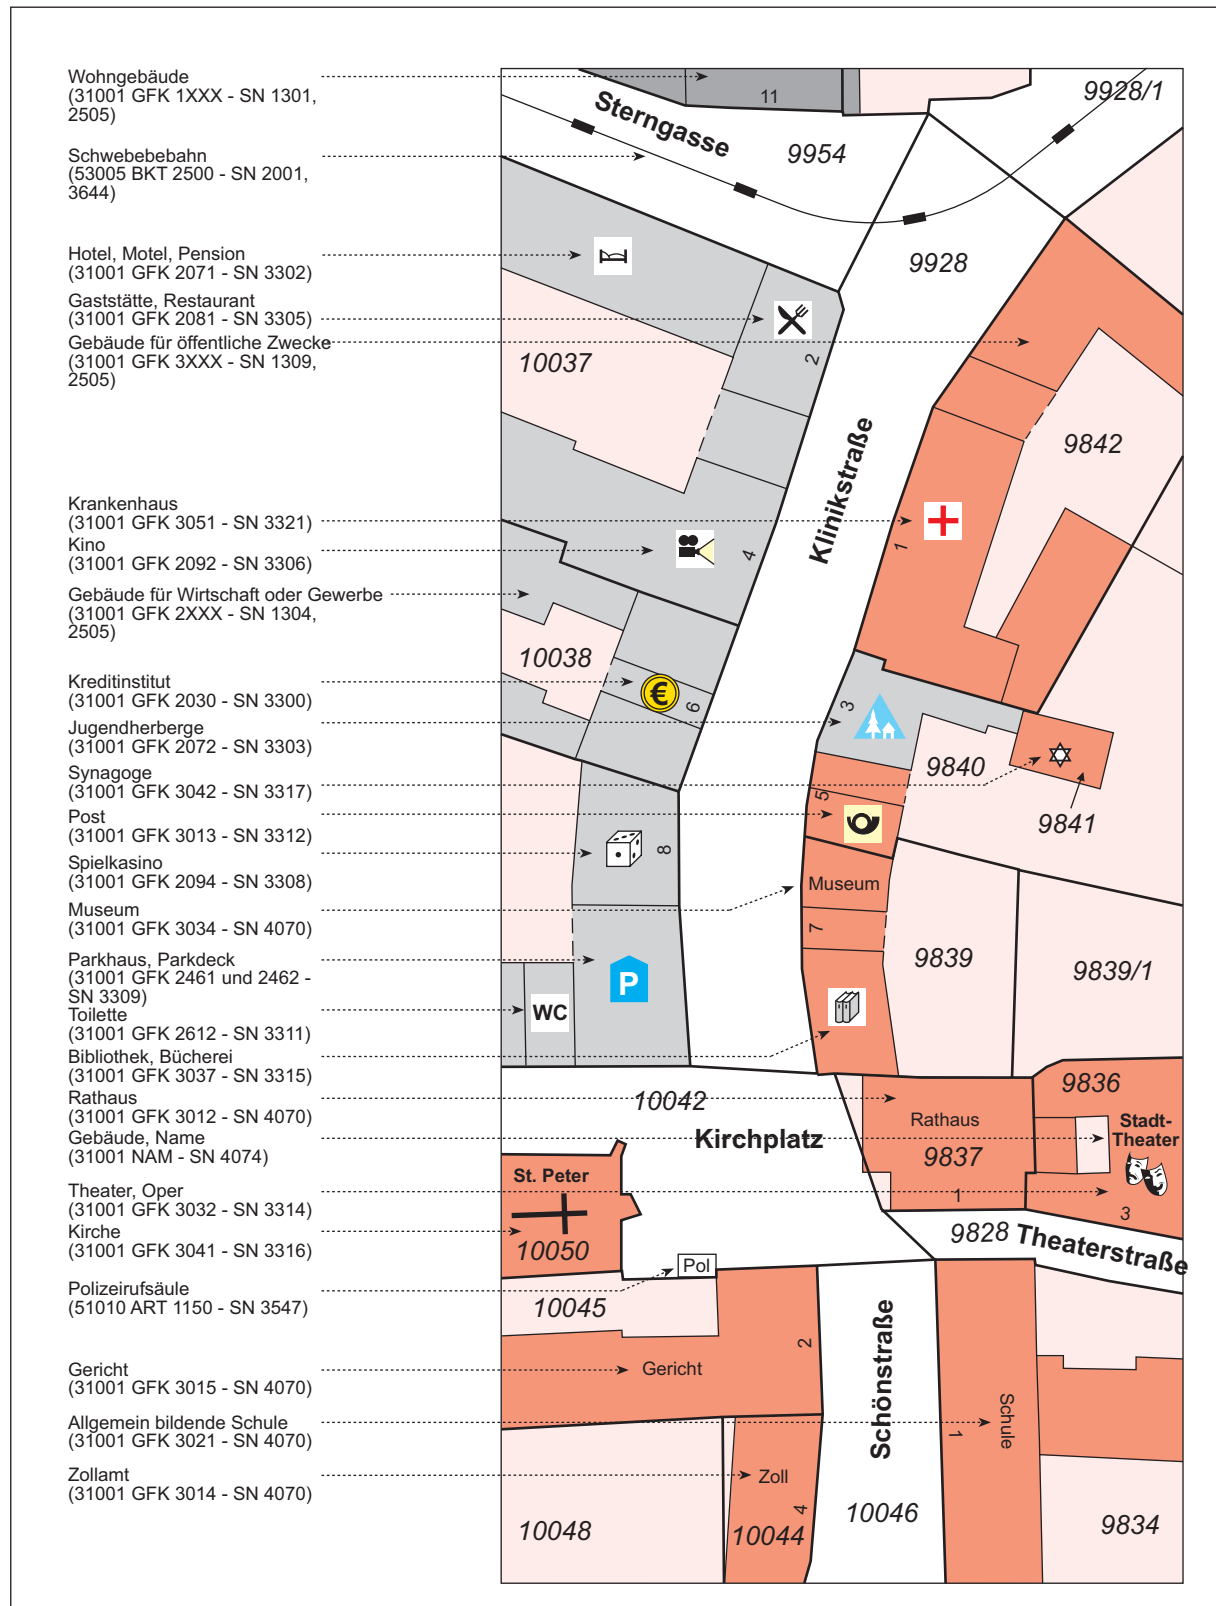 Wohngebäude
(31001 GFK 1XXX - SN 1301,
2505)
Schwebebebahn
(53005 BKT 2500 - SN 2001,
3644)
Hotel, Motel, Pension
(31001 GFK 2071 - SN 3302)
Gaststätte, Restaurant
(31001 GFK 2081 - SN 3305)
Gebäude für öffentliche Zwecke
(31001 GFK 3XXX - SN 1309,
2505)
Krankenhaus
(31001 GFK 3051 - SN 3321)
Kino
(31001 GFK 2092 - SN 3306)
Gebäude für Wirtschaft oder Gewerbe
(31001 GFK 2XXX - SN 1304,
2505)
Kreditinstitut
(31001 GFK 2030 - SN 3300)
Jugendherberge
(31001 GFK 2072 - SN 3303)
Synagoge
(31001 GFK 3042 - SN 3317)
Post
(31001 GFK 3013 - SN 3312)
Spielkasino
(31001 GFK 2094 - SN 3308)
Museum
(31001 GFK 3034 - SN 4070)
Parkhaus, Parkdeck
(31001 GFK 2461 und 2462 -
SN 3309)
Toilette
(31001 GFK 2612 - SN 3311)
Bibliothek, Bücherei
(31001 GFK 3037 - SN 3315)
Rathaus
(31001 GFK 3012 - SN 4070)
Gebäude, Name
(31001 NAM - SN 4074)
Theater, Oper
(31001 GFK 3032 - SN 3314)
Kirche
(31001 GFK 3041 - SN 3316)
Polizeirufsäule
(51010 ART 1150 - SN 3547)
Gericht
(31001 GFK 3015 - SN 4070)
Allgemein bildende Schule
(31001 GFK 3021 - SN 4070)
Zollamt
(31001 GFK 3014 - SN 4070)
11
Sterngasse
9928/1
9954
9928
2
10037
Klinikstraße
9842
1
4
10038
€
6
3
9840
9841
5
8
Museum
7
9839
9839/1
P
WC
10042
9836
Kirchplatz
Rathaus
9837
1
Stadt-
Theater
3
St. Peter
10050
9828
Theaterstraße
Pol
10045
Gericht
2
Schönstraße
Schule
1
Zoll
4
10048
10044
10046
9834